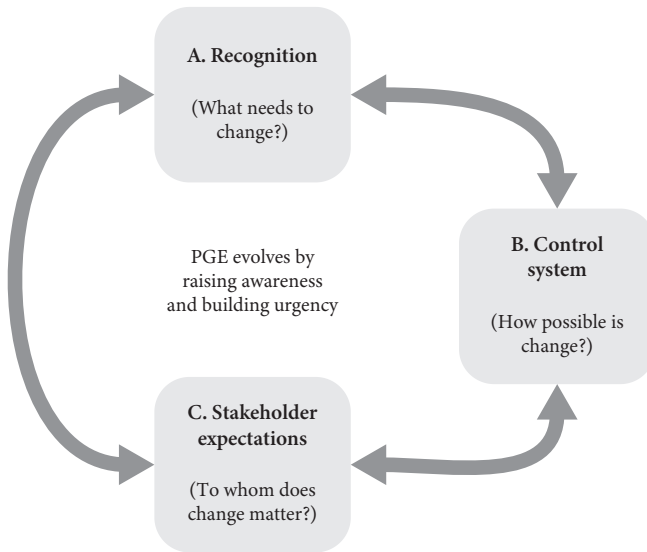 A. Recognition
(What needs to
change?)
B. Control
system
(How possible is
change?)
PGE evolves by
raising awareness
and building urgency
C. Stakeholder
expectations
(To whom does
change matter?)